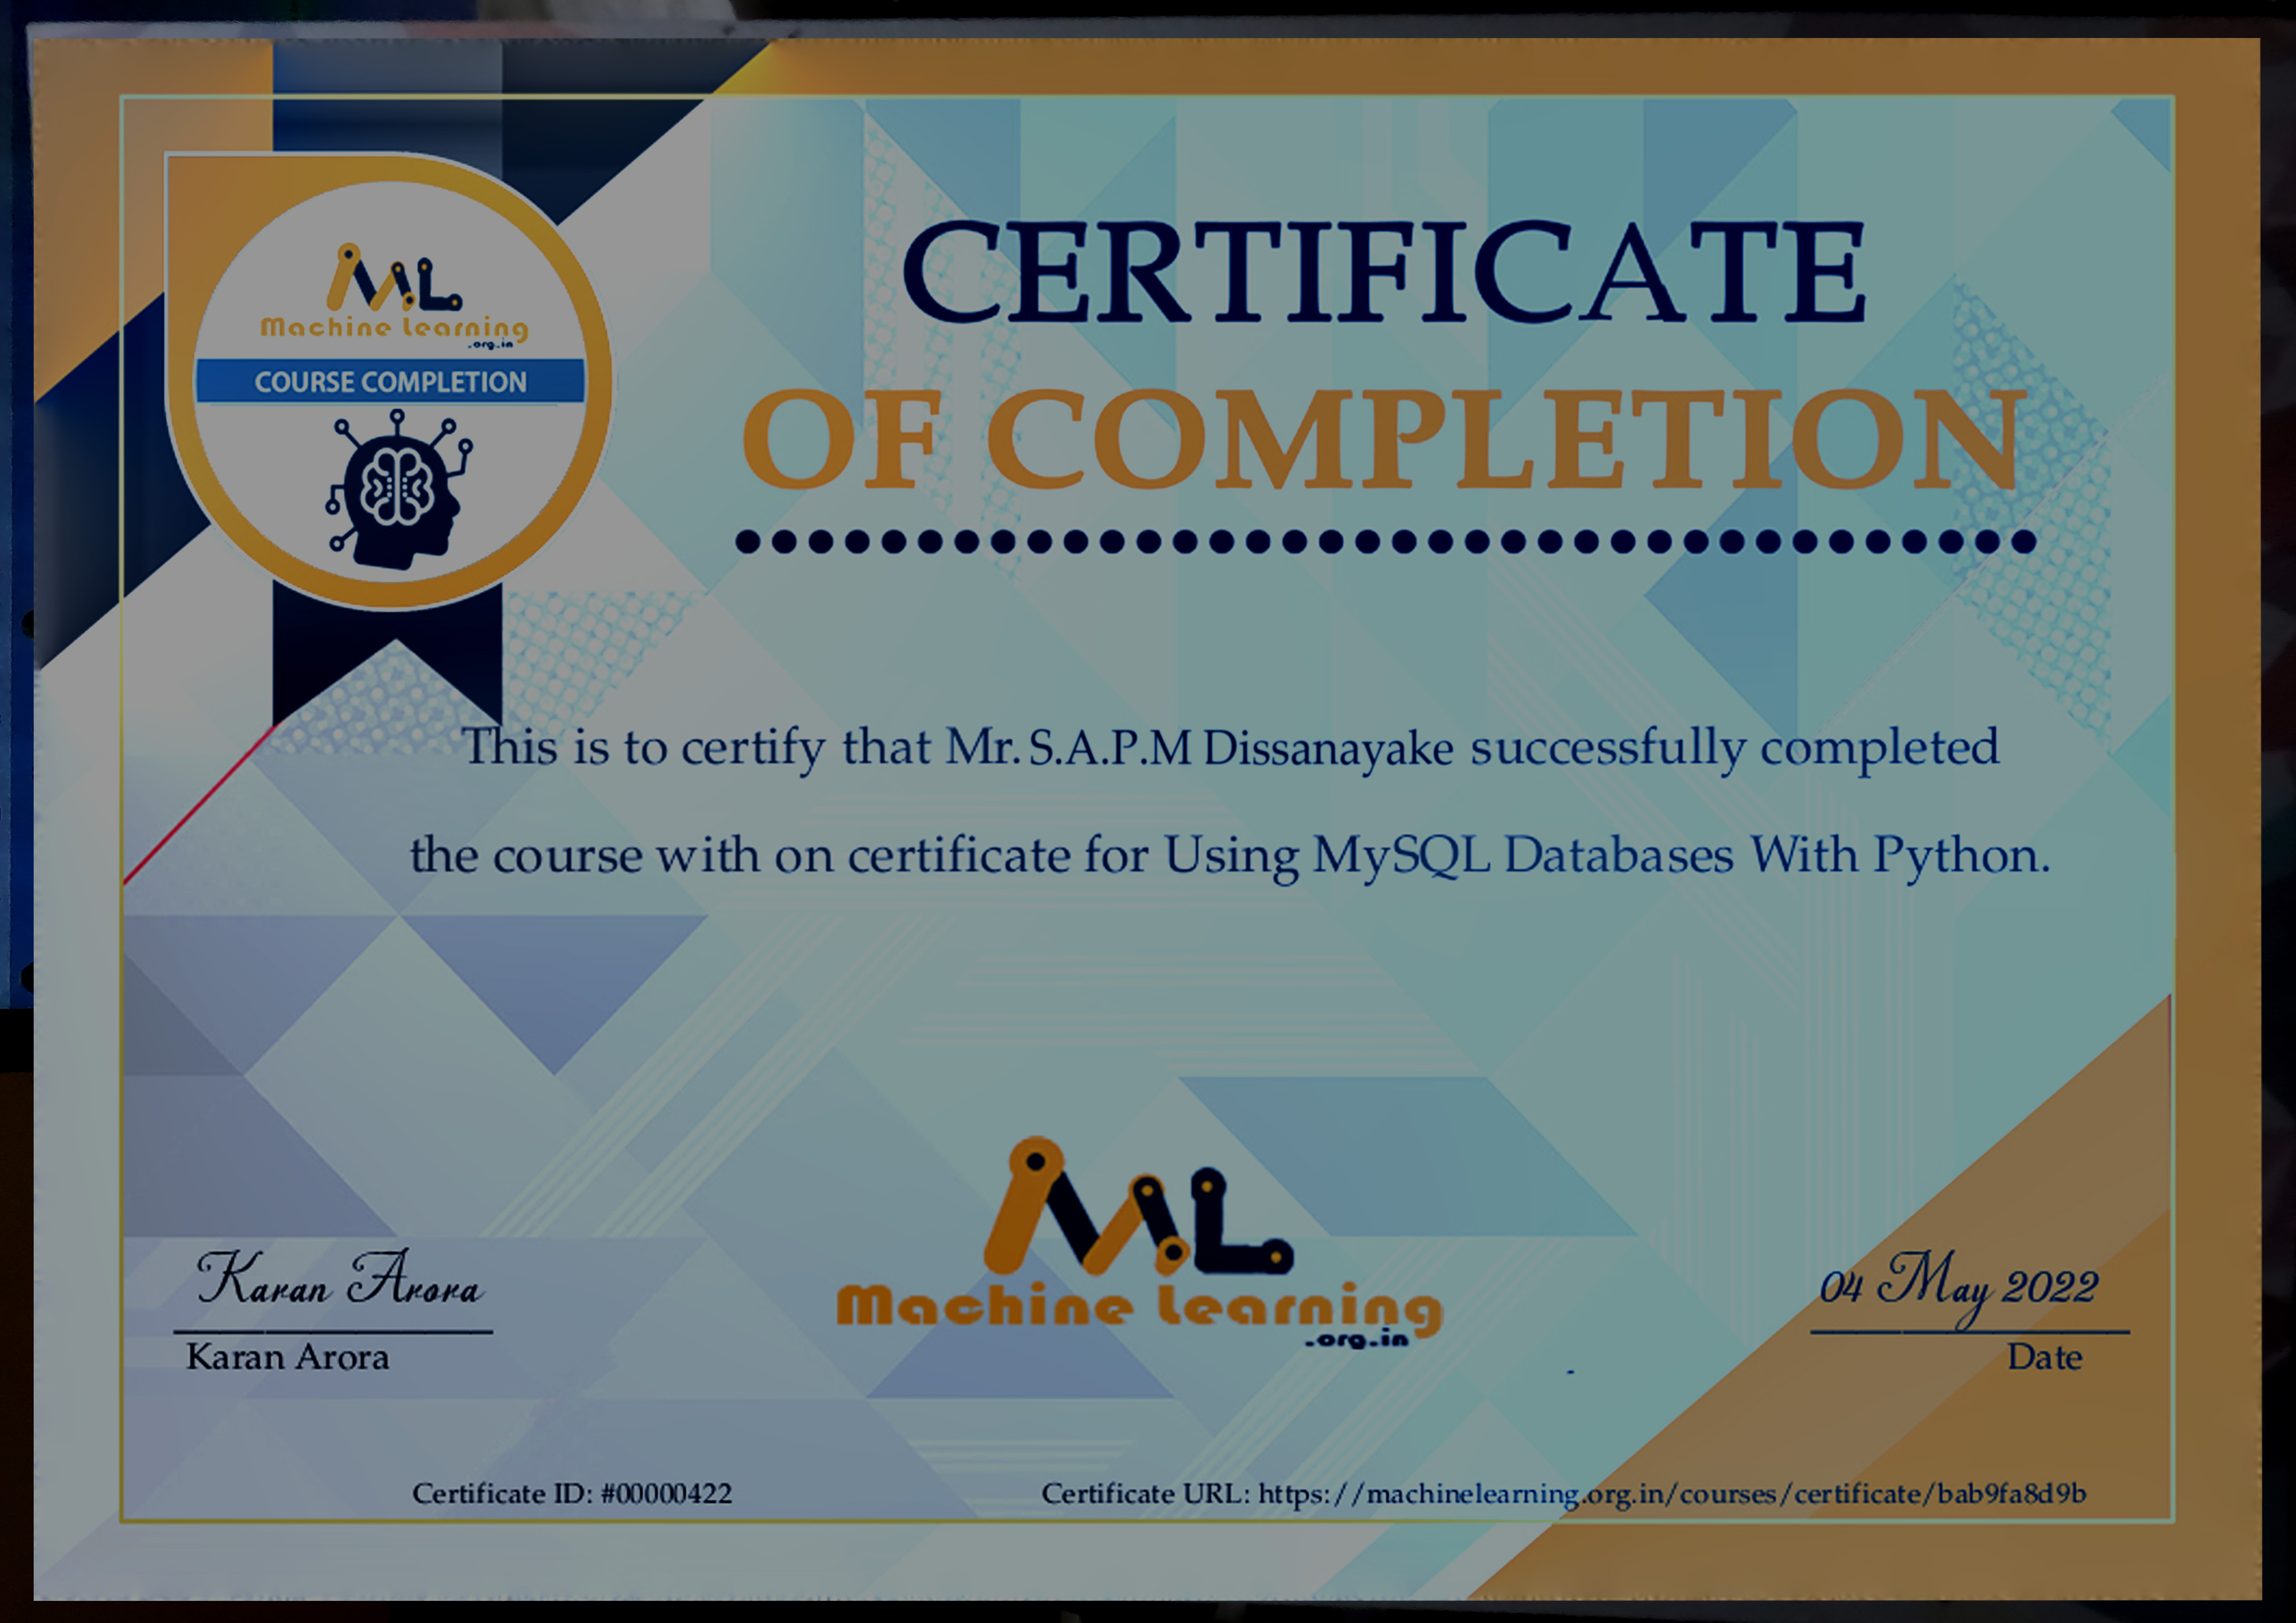 ML
Machine Learning
.org.in
COURSE COMPLETION
CERTIFICATE
OF COMPLETION
This is to certify that Mr. S.A.P.M Dissanayake successfully completed
the course with on certificate for Using MySQL Databases With Python.
ML
Machine Learning
.org.in
Karan Arora
Karan Arora
04 May 2022
Date
Certificate ID: #00000422
Certificate URL: https://machinelearning.org.in/courses/certificate/bab9fa8d9b